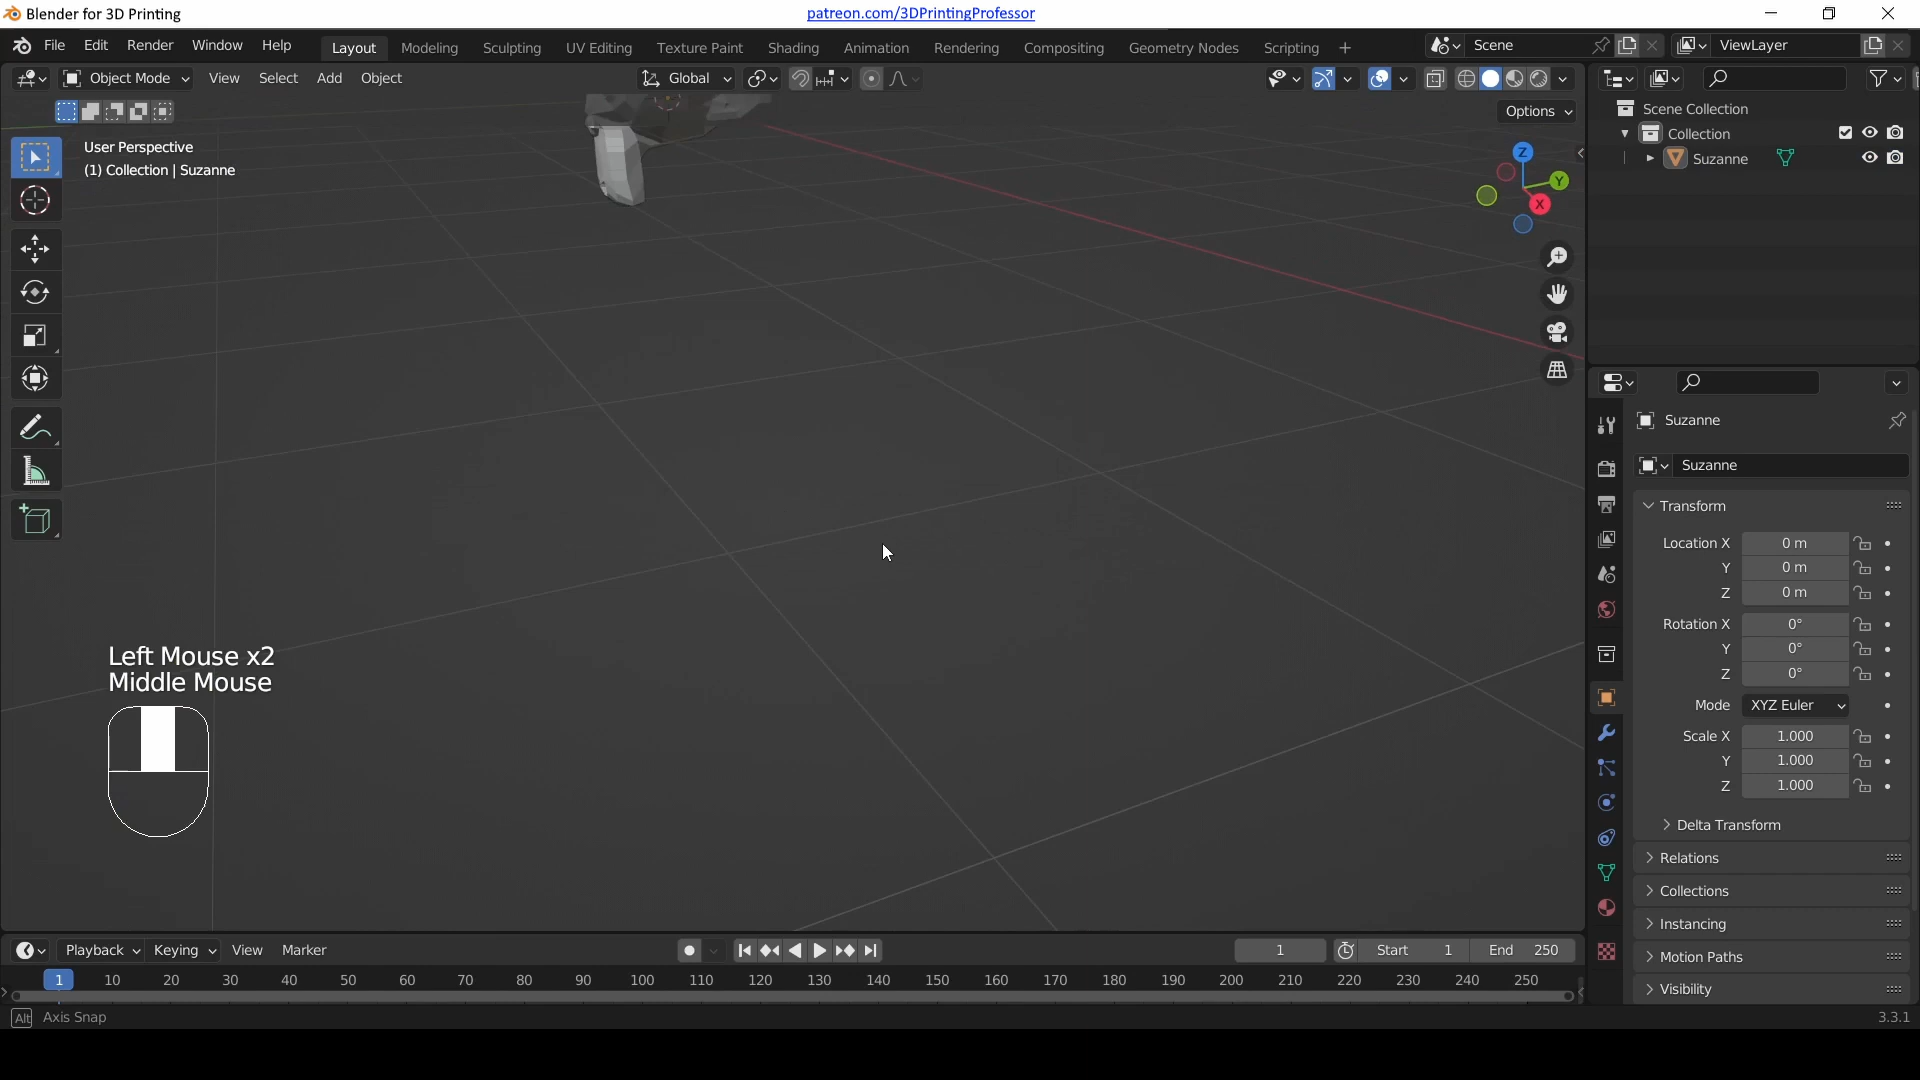 Blender for 3D Printing
patreon.com/3DPrintingProfessor
File Edit Render Window Help
Layout Modeling Sculpting UV Editing Texture Paint Shading Animation Rendering Compositing Geometry Nodes Scripting +
Scene
ViewLayer
Object Mode View Select Add Object
Global
Options
User Perspective
(1) Collection | Suzanne
Z
Y
X
Scene Collection
Collection
Suzanne
Suzanne
Suzanne
Transform
Location X 0 m
Y 0 m
Z 0 m
Rotation X 0°
Y 0°
Z 0°
Mode XYZ Euler
Scale X 1.000
Y 1.000
Z 1.000
Delta Transform
Relations
Collections
Instancing
Motion Paths
Visibility
Left Mouse x2
Middle Mouse
Playback Keying View Marker
1
Start 1 End 250
1 10 20 30 40 50 60 70 80 90 100 110 120 130 140 150 160 170 180 190 200 210 220 230 240 250
Alt Axis Snap
3.3.1